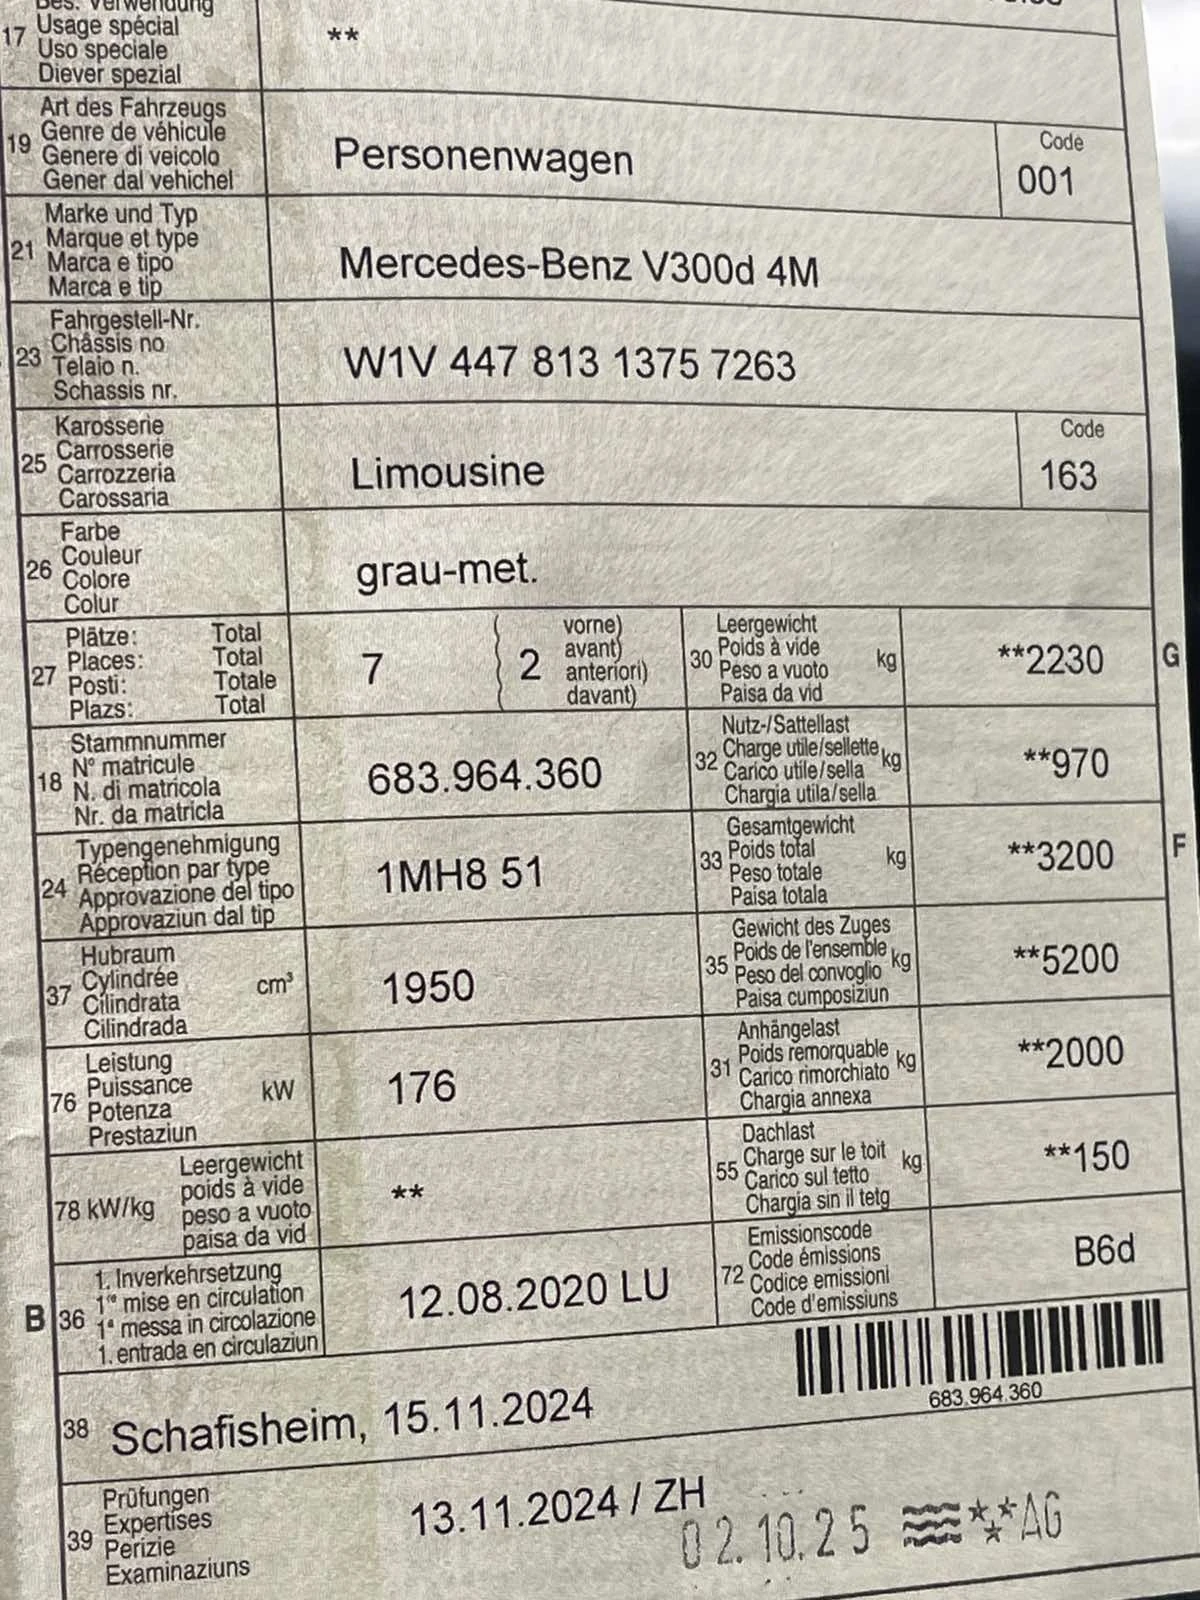 Bes. Verwendung
17 Usage spécial
Uso speciale
Diever spezial
**
Art des Fahrzeugs
19 Genre de véhicule
Genere di veicolo
Gener dal vehichel
Personenwagen
Code
001
Marke und Typ
21 Marque et type
Marca e tipo
Marca e tip
Mercedes-Benz V300d 4M
Fahrgestell-Nr.
23 Châssis no
Telaio n.
Schassis nr.
W1V 447 813 1375 7263
Karosserie
25 Carrosserie
Carrozzeria
Carossaria
Limousine
Code
163
Farbe
26 Couleur
Colore
Colur
grau-met.
Plätze: Total
27 Places: Total
Posti: Totale
Plazs: Total
7
2
vorne)
avant)
anteriori)
davant)
Leergewicht
30 Poids à vide kg
Peso a vuoto
Paisa da vid
**2230
G
Stammnummer
18 N° matricule
N. di matricola
Nr. da matricla
683.964.360
Nutz-/Sattellast
32 Charge utile/sellette kg
Carico utile/sella
Chargia utila/sella
**970
Typengenehmigung
24 Réception par type
Approvazione del tipo
Approvaziun dal tip
1MH8 51
Gesamtgewicht
33 Poids total kg
Peso totale
Paisa totala
**3200
F
Hubraum
37 Cylindrée cm³
Cilindrata
Cilindrada
1950
Gewicht des Zuges
35 Poids de l'ensemble kg
Peso del convoglio
Paisa cumposiziun
**5200
Leistung
76 Puissance kW
Potenza
Prestaziun
176
Anhängelast
31 Poids remorquable kg
Carico rimorchiato
Chargia annexa
**2000
78 kW/kg
Leergewicht
poids à vide
peso a vuoto
paisa da vid
**
Dachlast
55 Charge sur le toit kg
Carico sul tetto
Chargia sin il tetg
**150
B
1. Inverkehrsetzung
36 1re mise en circulation
1a messa in circolazione
1. entrada en circulaziun
12.08.2020 LU
Emissionscode
72 Code émissions
Codice emissioni
Code d'emissiuns
B6d
683.964.360
38 Schafisheim, 15.11.2024
Prüfungen
39 Expertises
Perizie
Examinaziuns
13.11.2024 / ZH
02.10.25 AG